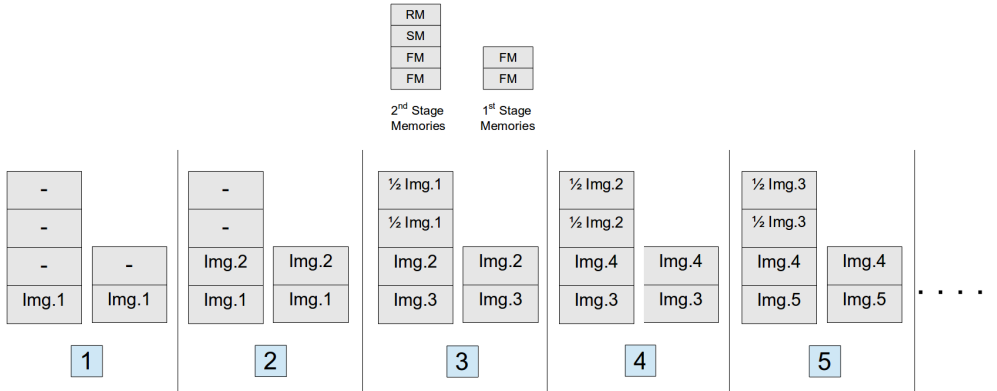 RM
SM
FM
FM
FM
FM
2nd Stage
Memories
1st Stage
Memories
-
-
-
Img.1
-
Img.1
1
-
-
Img.2
Img.1
Img.2
Img.1
2
½ Img.1
½ Img.1
Img.2
Img.3
Img.2
Img.3
3
½ Img.2
½ Img.2
Img.4
Img.3
Img.4
Img.3
4
½ Img.3
½ Img.3
Img.4
Img.5
Img.4
Img.5
5
. . . .